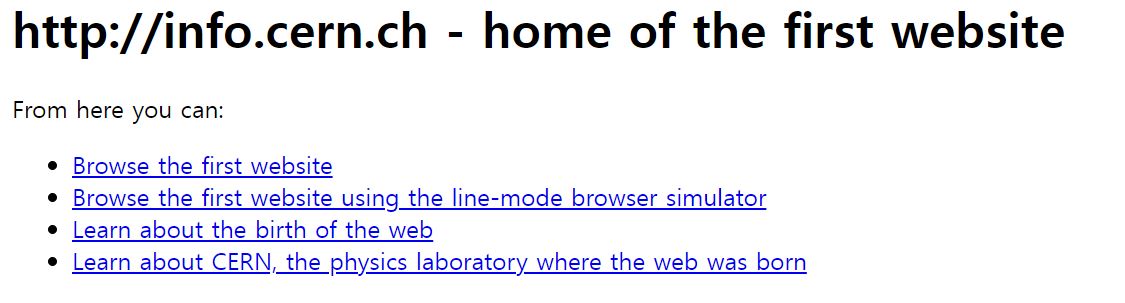 http://info.cern.ch - home of the first website
From here you can:
Browse the first website
Browse the first website using the line-mode browser simulator
Learn about the birth of the web
Learn about CERN, the physics laboratory where the web was born